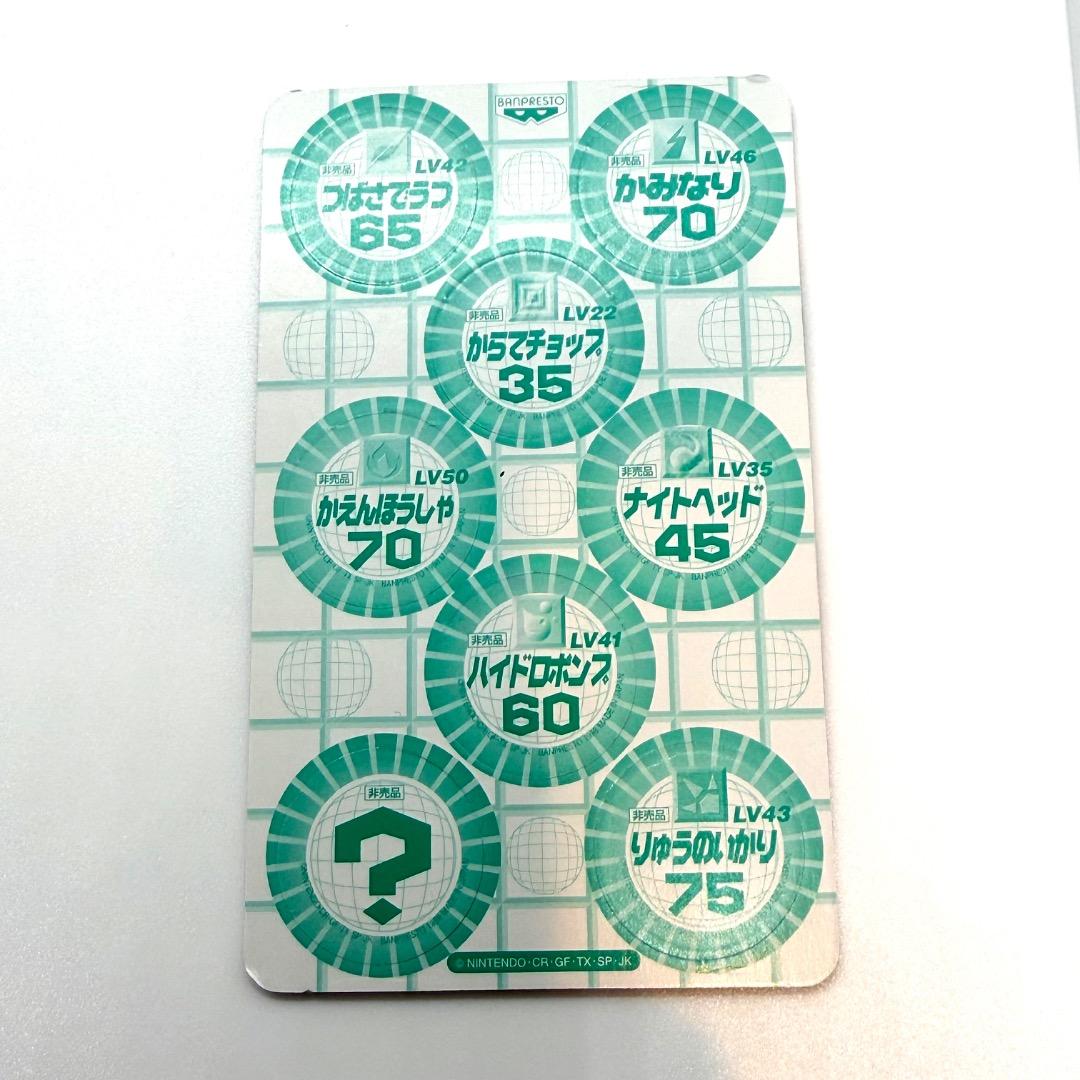 BANPRESTO
非売品 LV42
つばさでうつ
65
非売品 LV46
かみなり
70
非売品 LV22
からてチョップ
35
非売品 LV50
かえんほうしゃ
70
非売品 LV35
ナイトヘッド
45
非売品 LV41
ハイドロポンプ
60
非売品
?
非売品 LV43
りゅうのいかり
75
© NINTENDO・CR・GF・TX・SP・JK